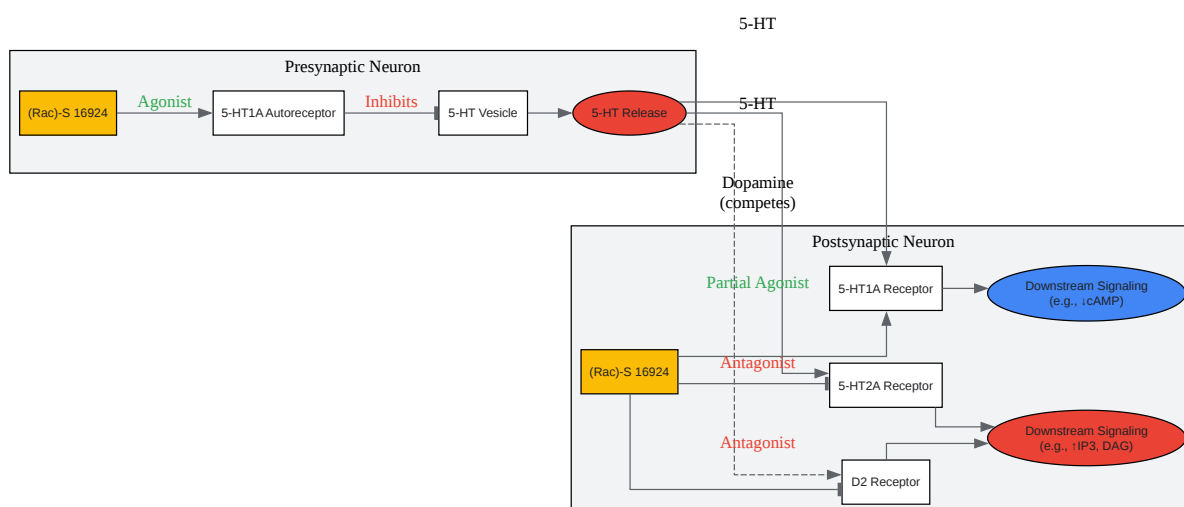 5-HT
Presynaptic Neuron
(Rac)-S 16924
Agonist
5-HT1A Autoreceptor
Inhibits
5-HT Vesicle
5-HT Release
5-HT
Dopamine
(competes)
Postsynaptic Neuron
Partial Agonist
5-HT1A Receptor
Downstream Signaling
(e.g., ↓cAMP)
(Rac)-S 16924
Antagonist
5-HT2A Receptor
Antagonist
Downstream Signaling
(e.g., ↑IP3, DAG)
D2 Receptor